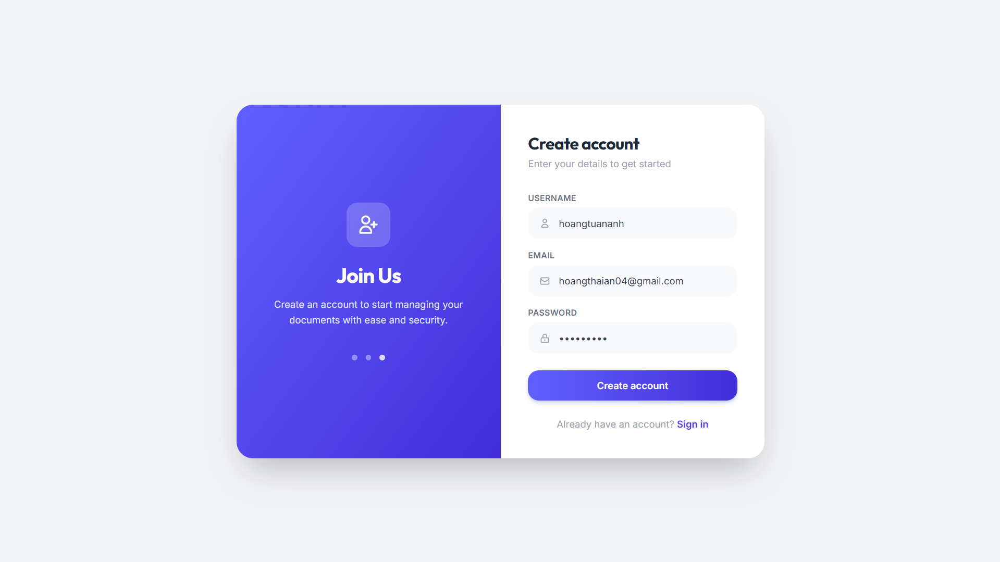 Join Us
Create an account to start managing your
documents with ease and security.
Create account
Enter your details to get started
USERNAME
hoangtuananh
EMAIL
hoangthaian04@gmail.com
PASSWORD
•••••••••
Create account
Already have an account? Sign in